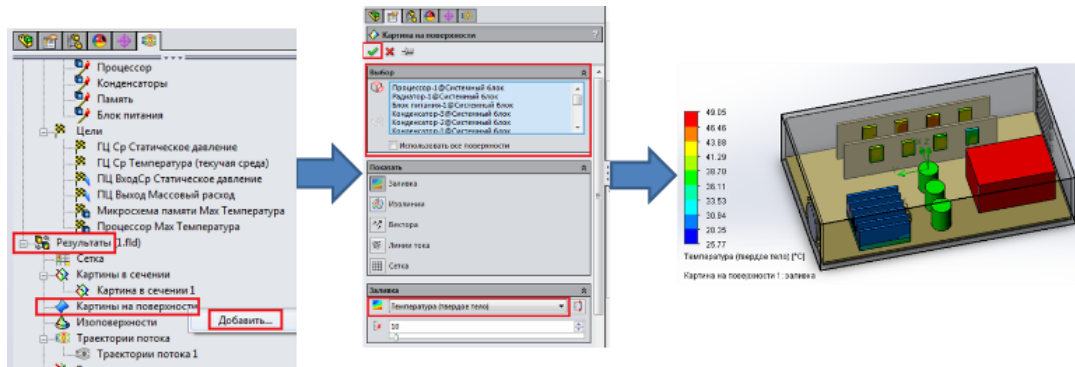 Процессор
Конденсаторы
Память
Блок питания
Цели
ГЦ Ср Статическое давление
ГЦ Ср Температура (текучая среда)
ПЦ ВходСр Статическое давление
ПЦ Выход Массовый расход
Микросхема памяти Max Температура
Процессор Max Температура
Результаты (1.fld)
Сетка
Картины в сечении
Картина в сечении 1
Картины на поверхности
Добавить...
Изоповерхности
Траектории потока
Траектории потока 1
Картина на поверхности
?
Выбор
Процессор-1@Системный блок
Радиатор-1@Системный блок
Блок питания-1@Системный блок
Конденсатор-3@Системный блок
Конденсатор-2@Системный блок
Конденсатор-1@Системный блок
Использовать все поверхности
Показать
Заливка
Изолинии
Вектора
Линии тока
Сетка
Заливка
Температура (твердое тело)
10
49.05
46.46
43.88
41.29
38.70
36.11
33.53
30.94
28.35
25.77
Температура (твердое тело) [°C]
Картина на поверхности 1: заливка